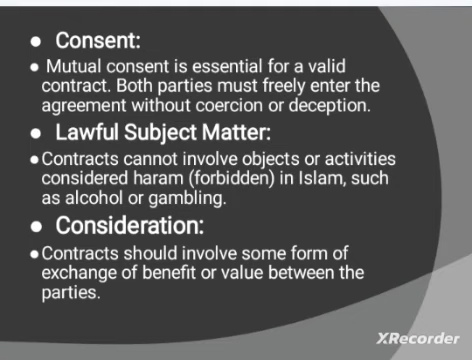 ● Consent:
● Mutual consent is essential for a valid
contract. Both parties must freely enter the
agreement without coercion or deception.
● Lawful Subject Matter:
● Contracts cannot involve objects or activities
considered haram (forbidden) in Islam, such
as alcohol or gambling.
● Consideration:
● Contracts should involve some form of
exchange of benefit or value between the
parties.
XRecorder